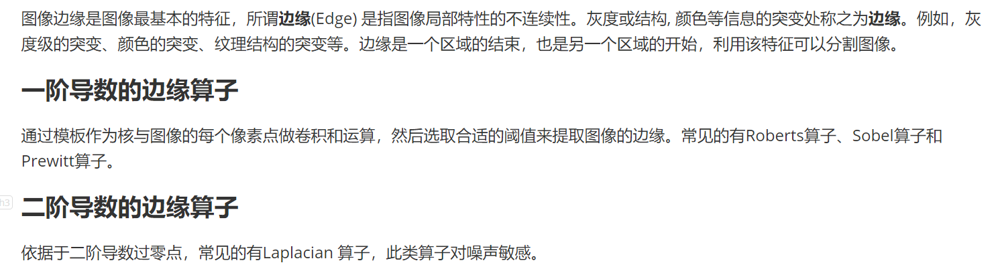 图像边缘是图像最基本的特征，所谓边缘(Edge) 是指图像局部特性的不连续性。灰度或结构, 颜色等信息的突变处称之为边缘。例如，灰
度级的突变、颜色的突变、纹理结构的突变等。边缘是一个区域的结束，也是另一个区域的开始，利用该特征可以分割图像。
一阶导数的边缘算子
通过模板作为核与图像的每个像素点做卷积和运算，然后选取合适的阈值来提取图像的边缘。常见的有Roberts算子、Sobel算子和
Prewitt算子。
h3
二阶导数的边缘算子
依据于二阶导数过零点，常见的有Laplacian 算子，此类算子对噪声敏感。